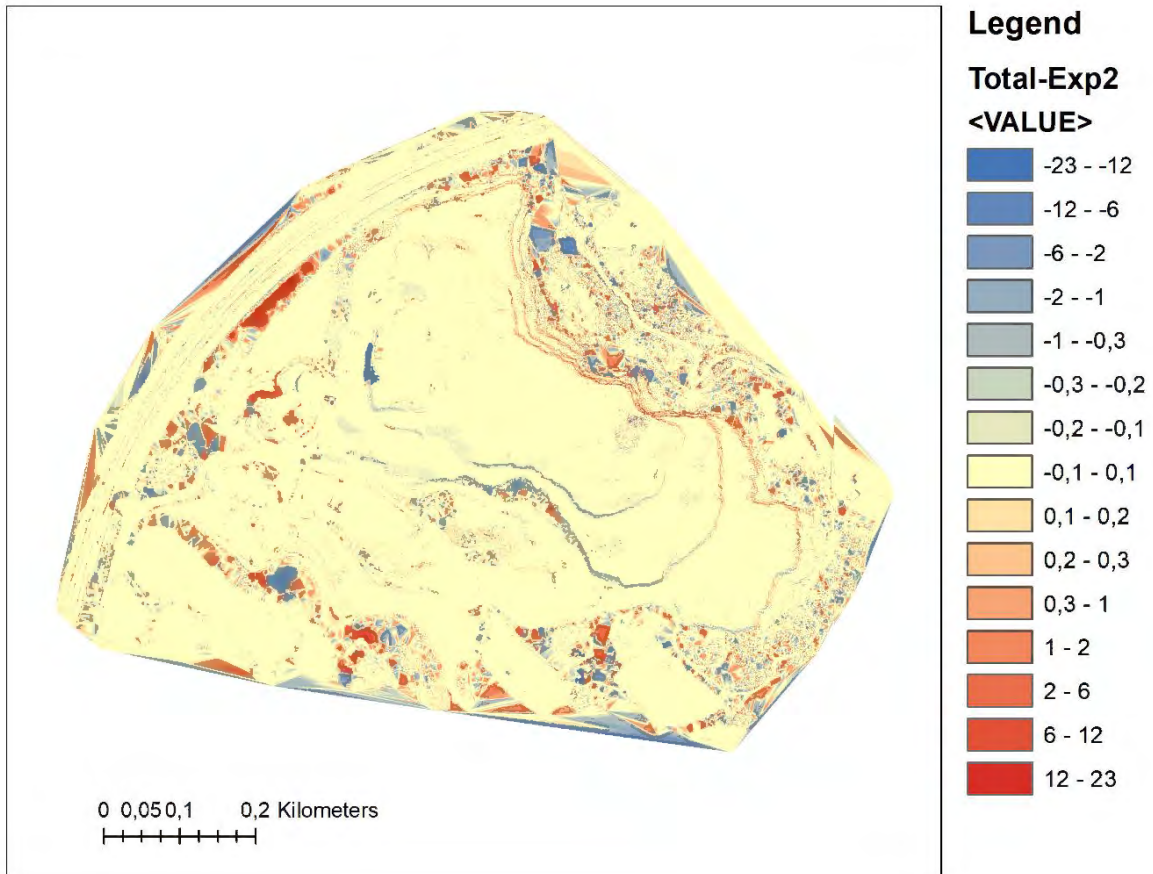 Legend
Total-Exp2
<VALUE>
-23 - -12
-12 - -6
-6 - -2
-2 - -1
-1 - -0,3
-0,3 - -0,2
-0,2 - -0,1
-0,1 - 0,1
0,1 - 0,2
0,2 - 0,3
0,3 - 1
1 - 2
2 - 6
6 - 12
12 - 23
0 0,05 0,1 0,2 Kilometers